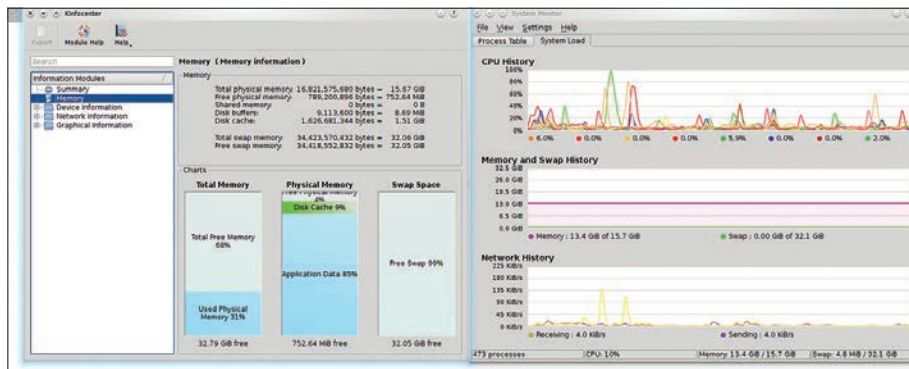 Kinfocenter
Export
Module Help
Help
Search
Information Modules
Summary
Memory
Device Information
Network Information
Graphical Information
Memory ( Memory information )
Memory
Total physical memory: 16,821,575,680 bytes = 15.67 GiB
Free physical memory: 789,200,896 bytes = 752.64 MiB
Shared memory: 0 bytes = 0 B
Disk buffers: 9,113,600 bytes = 8.69 MiB
Disk cache: 1,626,681,344 bytes = 1.51 GiB
Total swap memory: 34,423,570,432 bytes = 32.06 GiB
Free swap memory: 34,418,552,832 bytes = 32.05 GiB
Charts
Total Memory
Total Free Memory
68%
Used Physical
Memory 31%
32.79 GiB free
Physical Memory
Free Physical Memory
4%
Disk Cache 9%
Application Data 85%
752.64 MiB free
Swap Space
Free Swap 99%
32.05 GiB free
System Monitor
File View Settings Help
Process Table
System Load
CPU History
100%
80%
60%
40%
20%
0%
6.0% 0.0% 0.0% 0.0% 5.9% 0.0% 0.0% 2.0%
Memory and Swap History
32.5 GiB
26.0 GiB
19.5 GiB
13.0 GiB
6.5 GiB
0.0 GiB
Memory : 13.4 GiB of 15.7 GiB
Swap : 0.00 GiB of 32.1 GiB
Network History
225 KiB/s
180 KiB/s
135 KiB/s
90 KiB/s
45 KiB/s
0 KiB/s
Receiving : 4.0 KiB/s
Sending : 4.0 KiB/s
473 processes
CPU: 10%
Memory: 13.4 GiB / 15.7 GiB
Swap: 4.8 MiB / 32.1 GiB